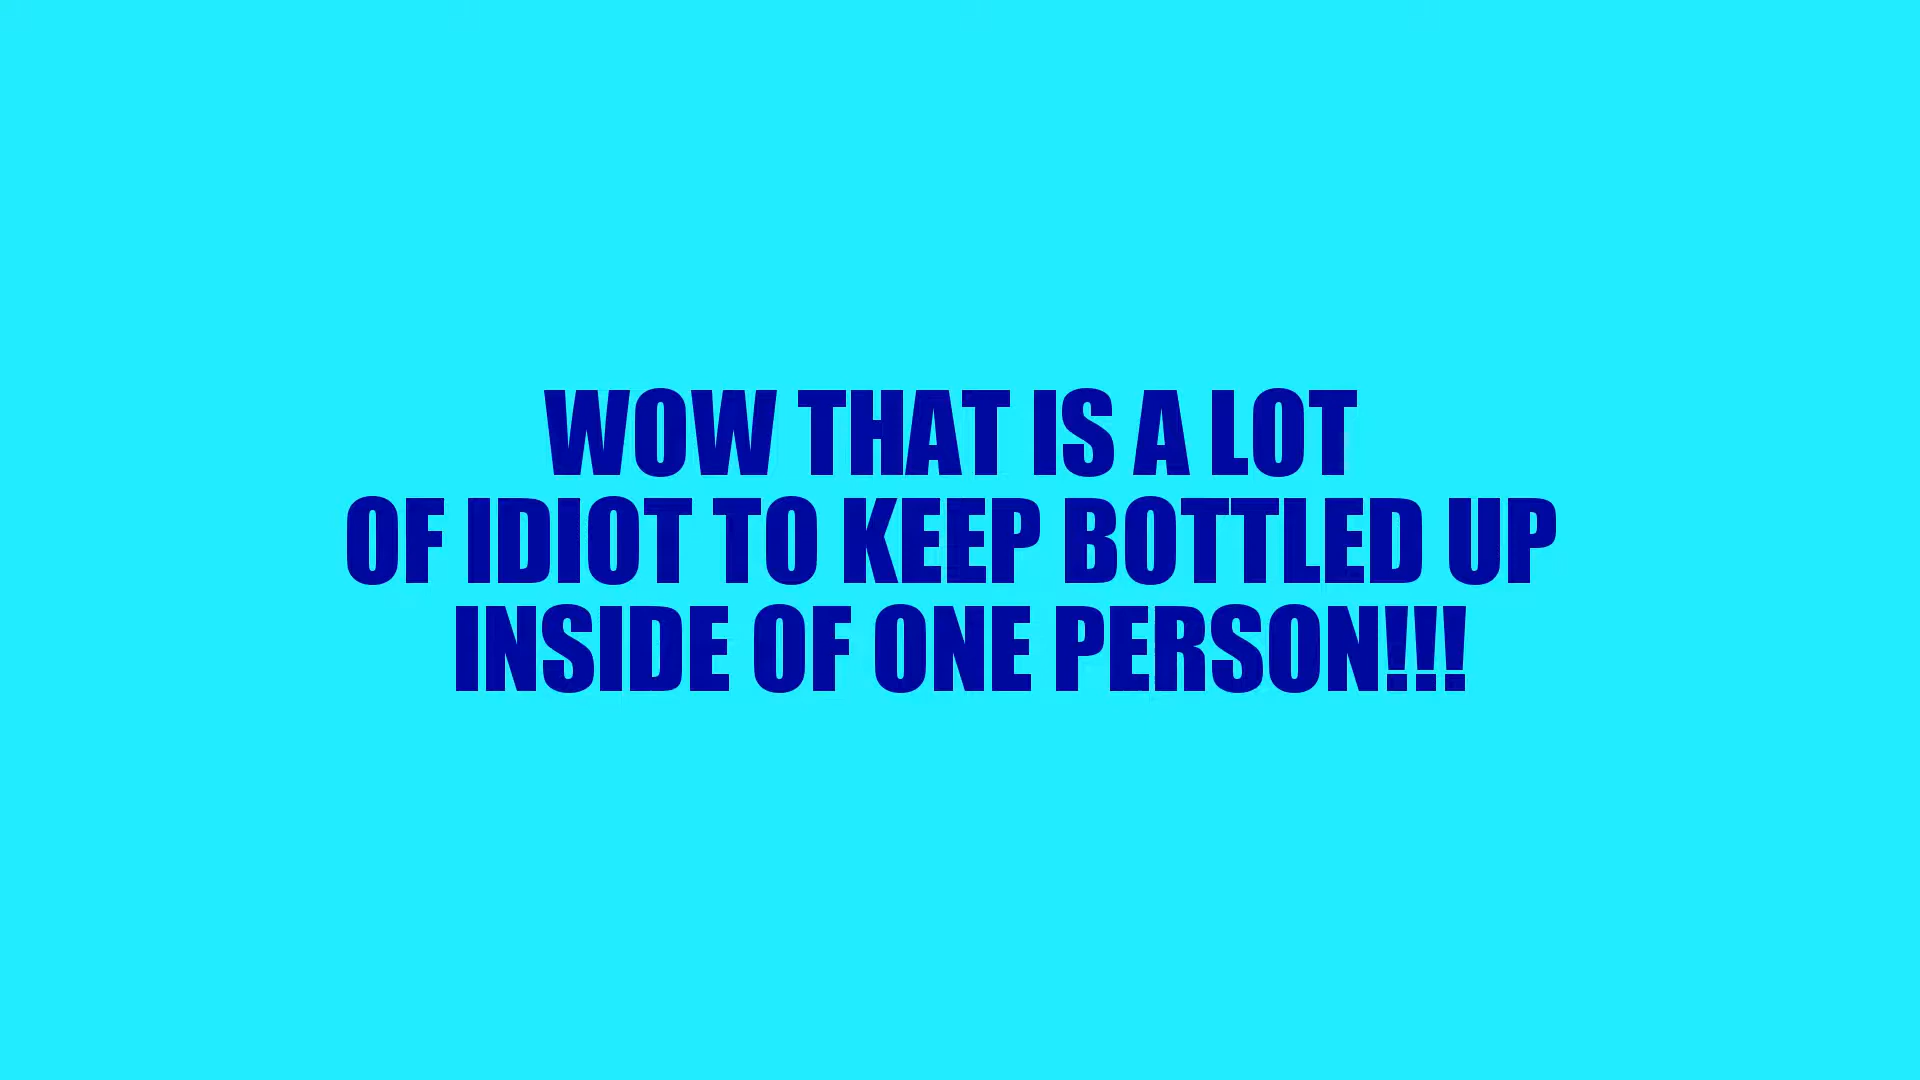 WOW THAT IS A LOT
OF IDIOT TO KEEP BOTTLED UP
INSIDE OF ONE PERSON!!!